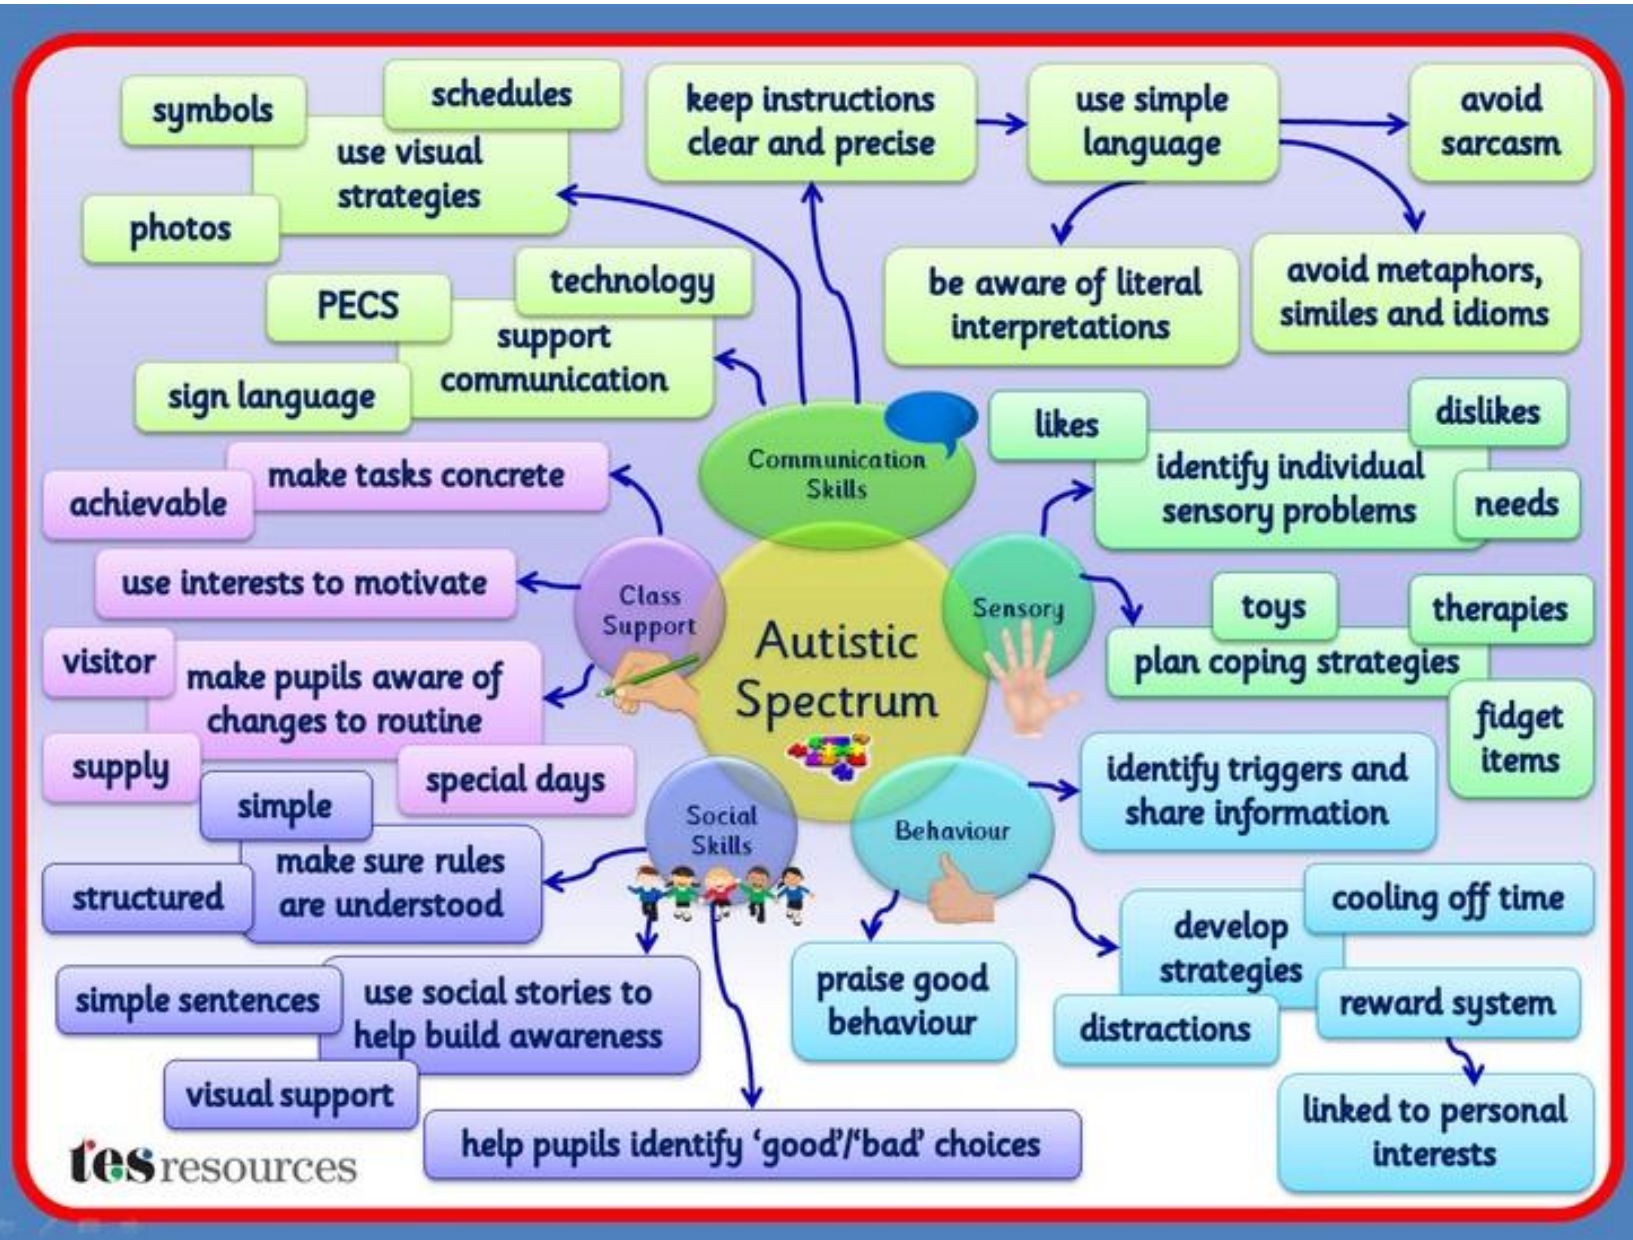 symbols
schedules
use visual
strategies
photos
keep instructions
clear and precise
use simple
language
avoid
sarcasm
be aware of literal
interpretations
avoid metaphors,
similes and idioms
PECS
technology
support
communication
sign language
Communication
Skills
likes
dislikes
identify individual
sensory problems
needs
make tasks concrete
achievable
use interests to motivate
Class
Support
Sensory
toys
therapies
plan coping strategies
fidget
items
visitor
make pupils aware of
changes to routine
supply
special days
Autistic
Spectrum
identify triggers and
share information
simple
make sure rules
are understood
structured
Social
Skills
Behaviour
cooling off time
develop
strategies
reward system
distractions
linked to personal
interests
praise good
behaviour
simple sentences
use social stories to
help build awareness
visual support
help pupils identify ‘good’/‘bad’ choices
tes resources